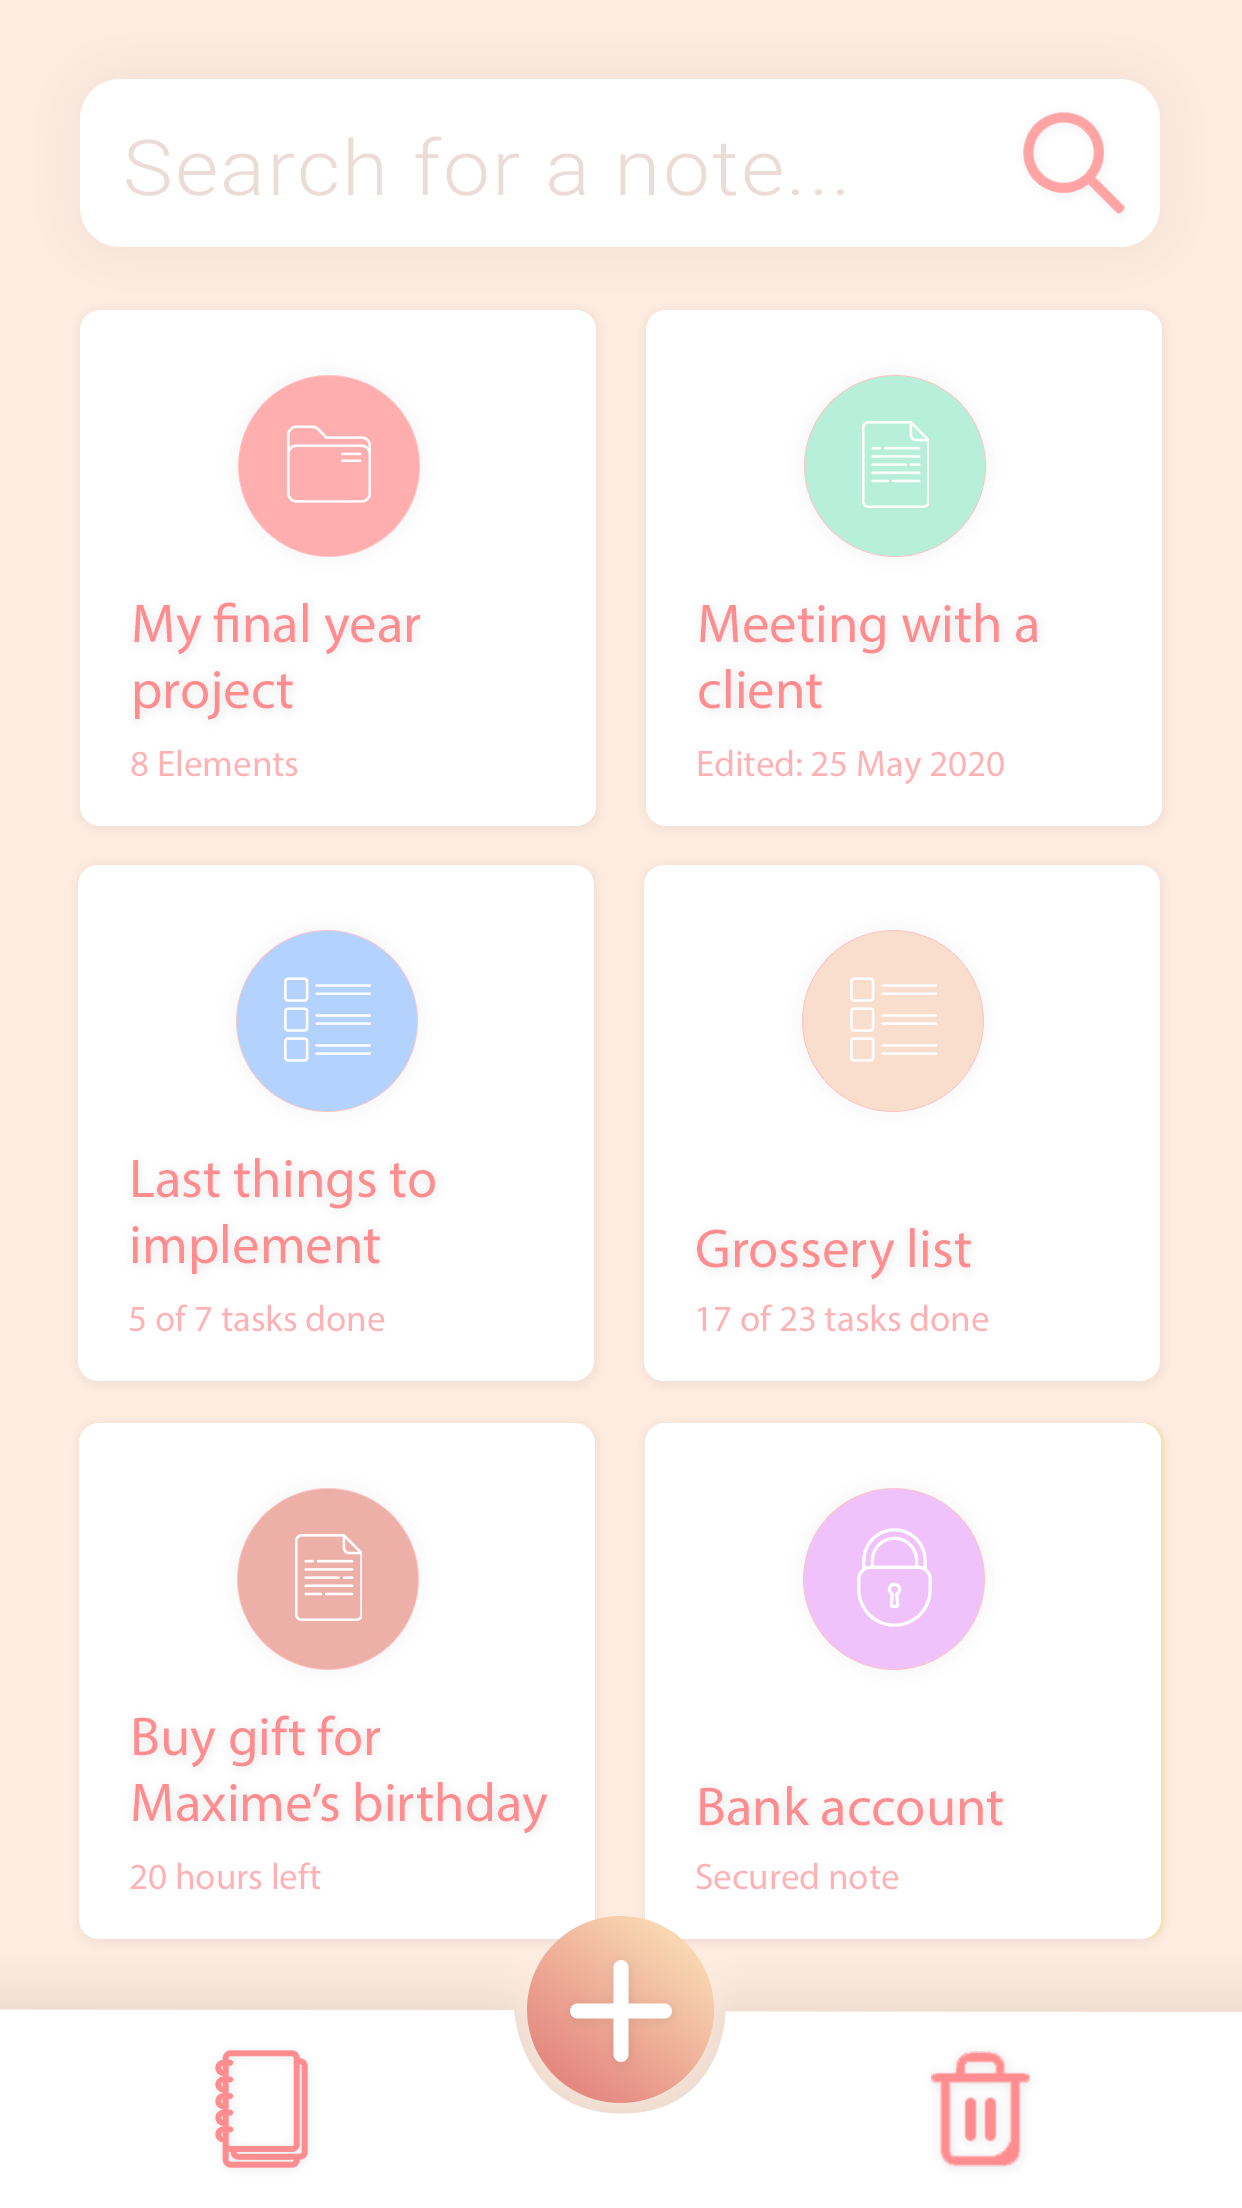 Search for a note...
My final year
project
8 Elements
Meeting with a
client
Edited: 25 May 2020
Last things to
implement
5 of 7 tasks done
Grossery list
17 of 23 tasks done
Buy gift for
Maxime’s birthday
20 hours left
Bank account
Secured note